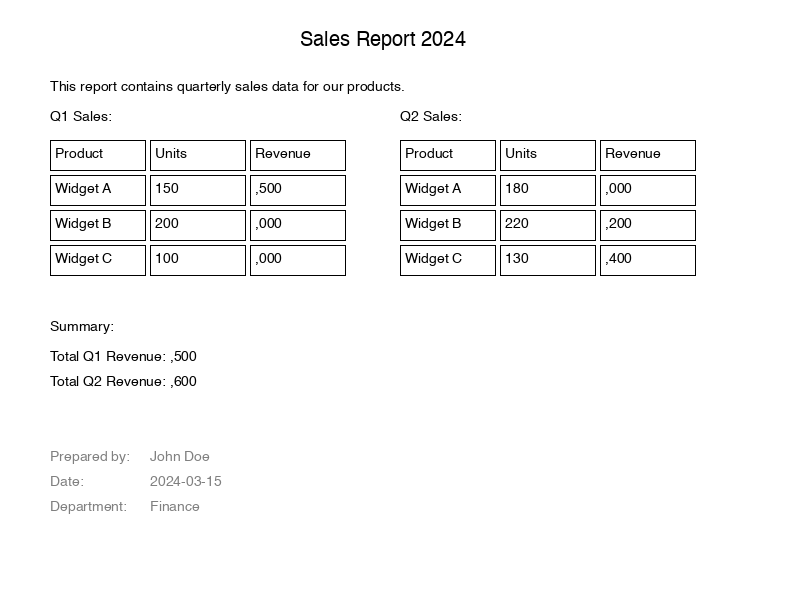 Sales Report 2024
This report contains quarterly sales data for our products.
Q1 Sales:
Product Units Revenue
Widget A 150 ,500
Widget B 200 ,000
Widget C 100 ,000
Q2 Sales:
Product Units Revenue
Widget A 180 ,000
Widget B 220 ,200
Widget C 130 ,400
Summary:
Total Q1 Revenue: ,500
Total Q2 Revenue: ,600
Prepared by: John Doe
Date: 2024-03-15
Department: Finance